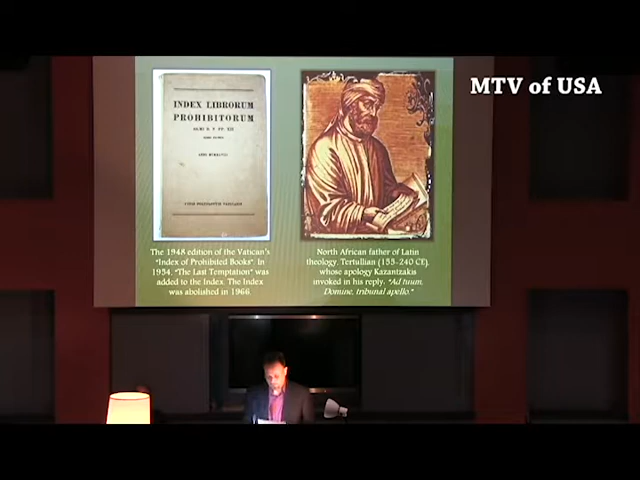 MTV of USA
INDEX LIBRORUM
PROHIBITORUM
The 1948 edition of the Vatican's
"Index of Prohibited Books". In
1954, "The Last Temptation" was
added to the Index. The Index
was abolished in 1966.
North African father of Latin
theology, Tertullian (155-240 CE),
whose apology Kazantzakis
invoked in his reply: "Ad tuum,
Domine, tribunal apello."